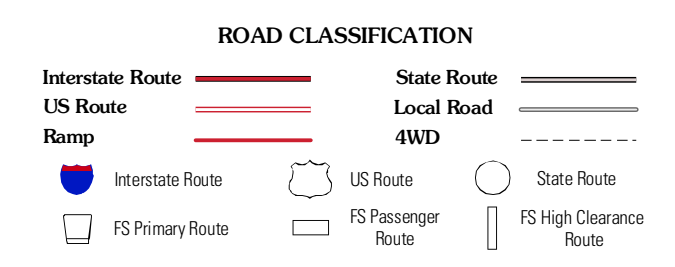 ROAD CLASSIFICATION
Interstate Route
State Route
US Route
Local Road
Ramp
4WD
Interstate Route
US Route
State Route
FS Primary Route
FS Passenger
Route
FS High Clearance
Route